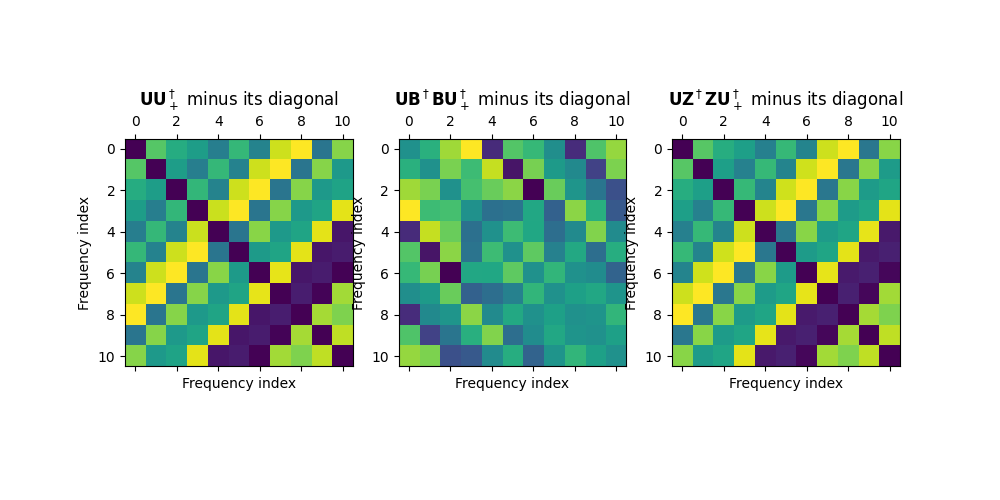 UU†₊ minus its diagonal
0 2 4 6 8 10
0
2
4
6
8
10
Frequency index
Frequency index
UB†BU†₊ minus its diagonal
0 2 4 6 8 10
0
2
4
6
8
10
Frequency index
Frequency index
UZ†ZU†₊ minus its diagonal
0 2 4 6 8 10
0
2
4
6
8
10
Frequency index
Frequency index